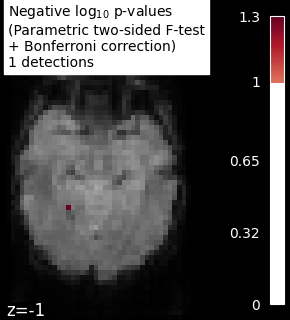 Negative log₁₀ p-values
(Parametric two-sided F-test
+ Bonferroni correction)
1 detections
1.3
1
0.65
0.32
0
z=-1